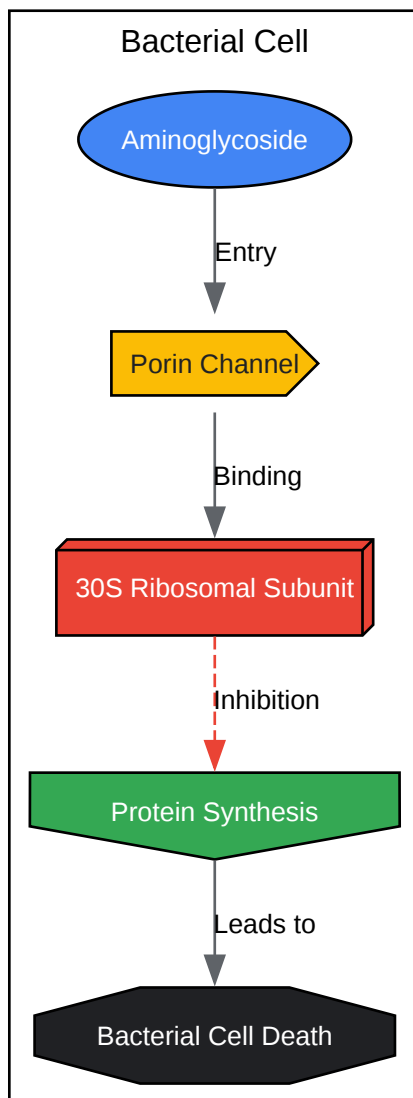 Bacterial Cell
Aminoglycoside
Entry
Porin Channel
Binding
30S Ribosomal Subunit
Inhibition
Protein Synthesis
Leads to
Bacterial Cell Death